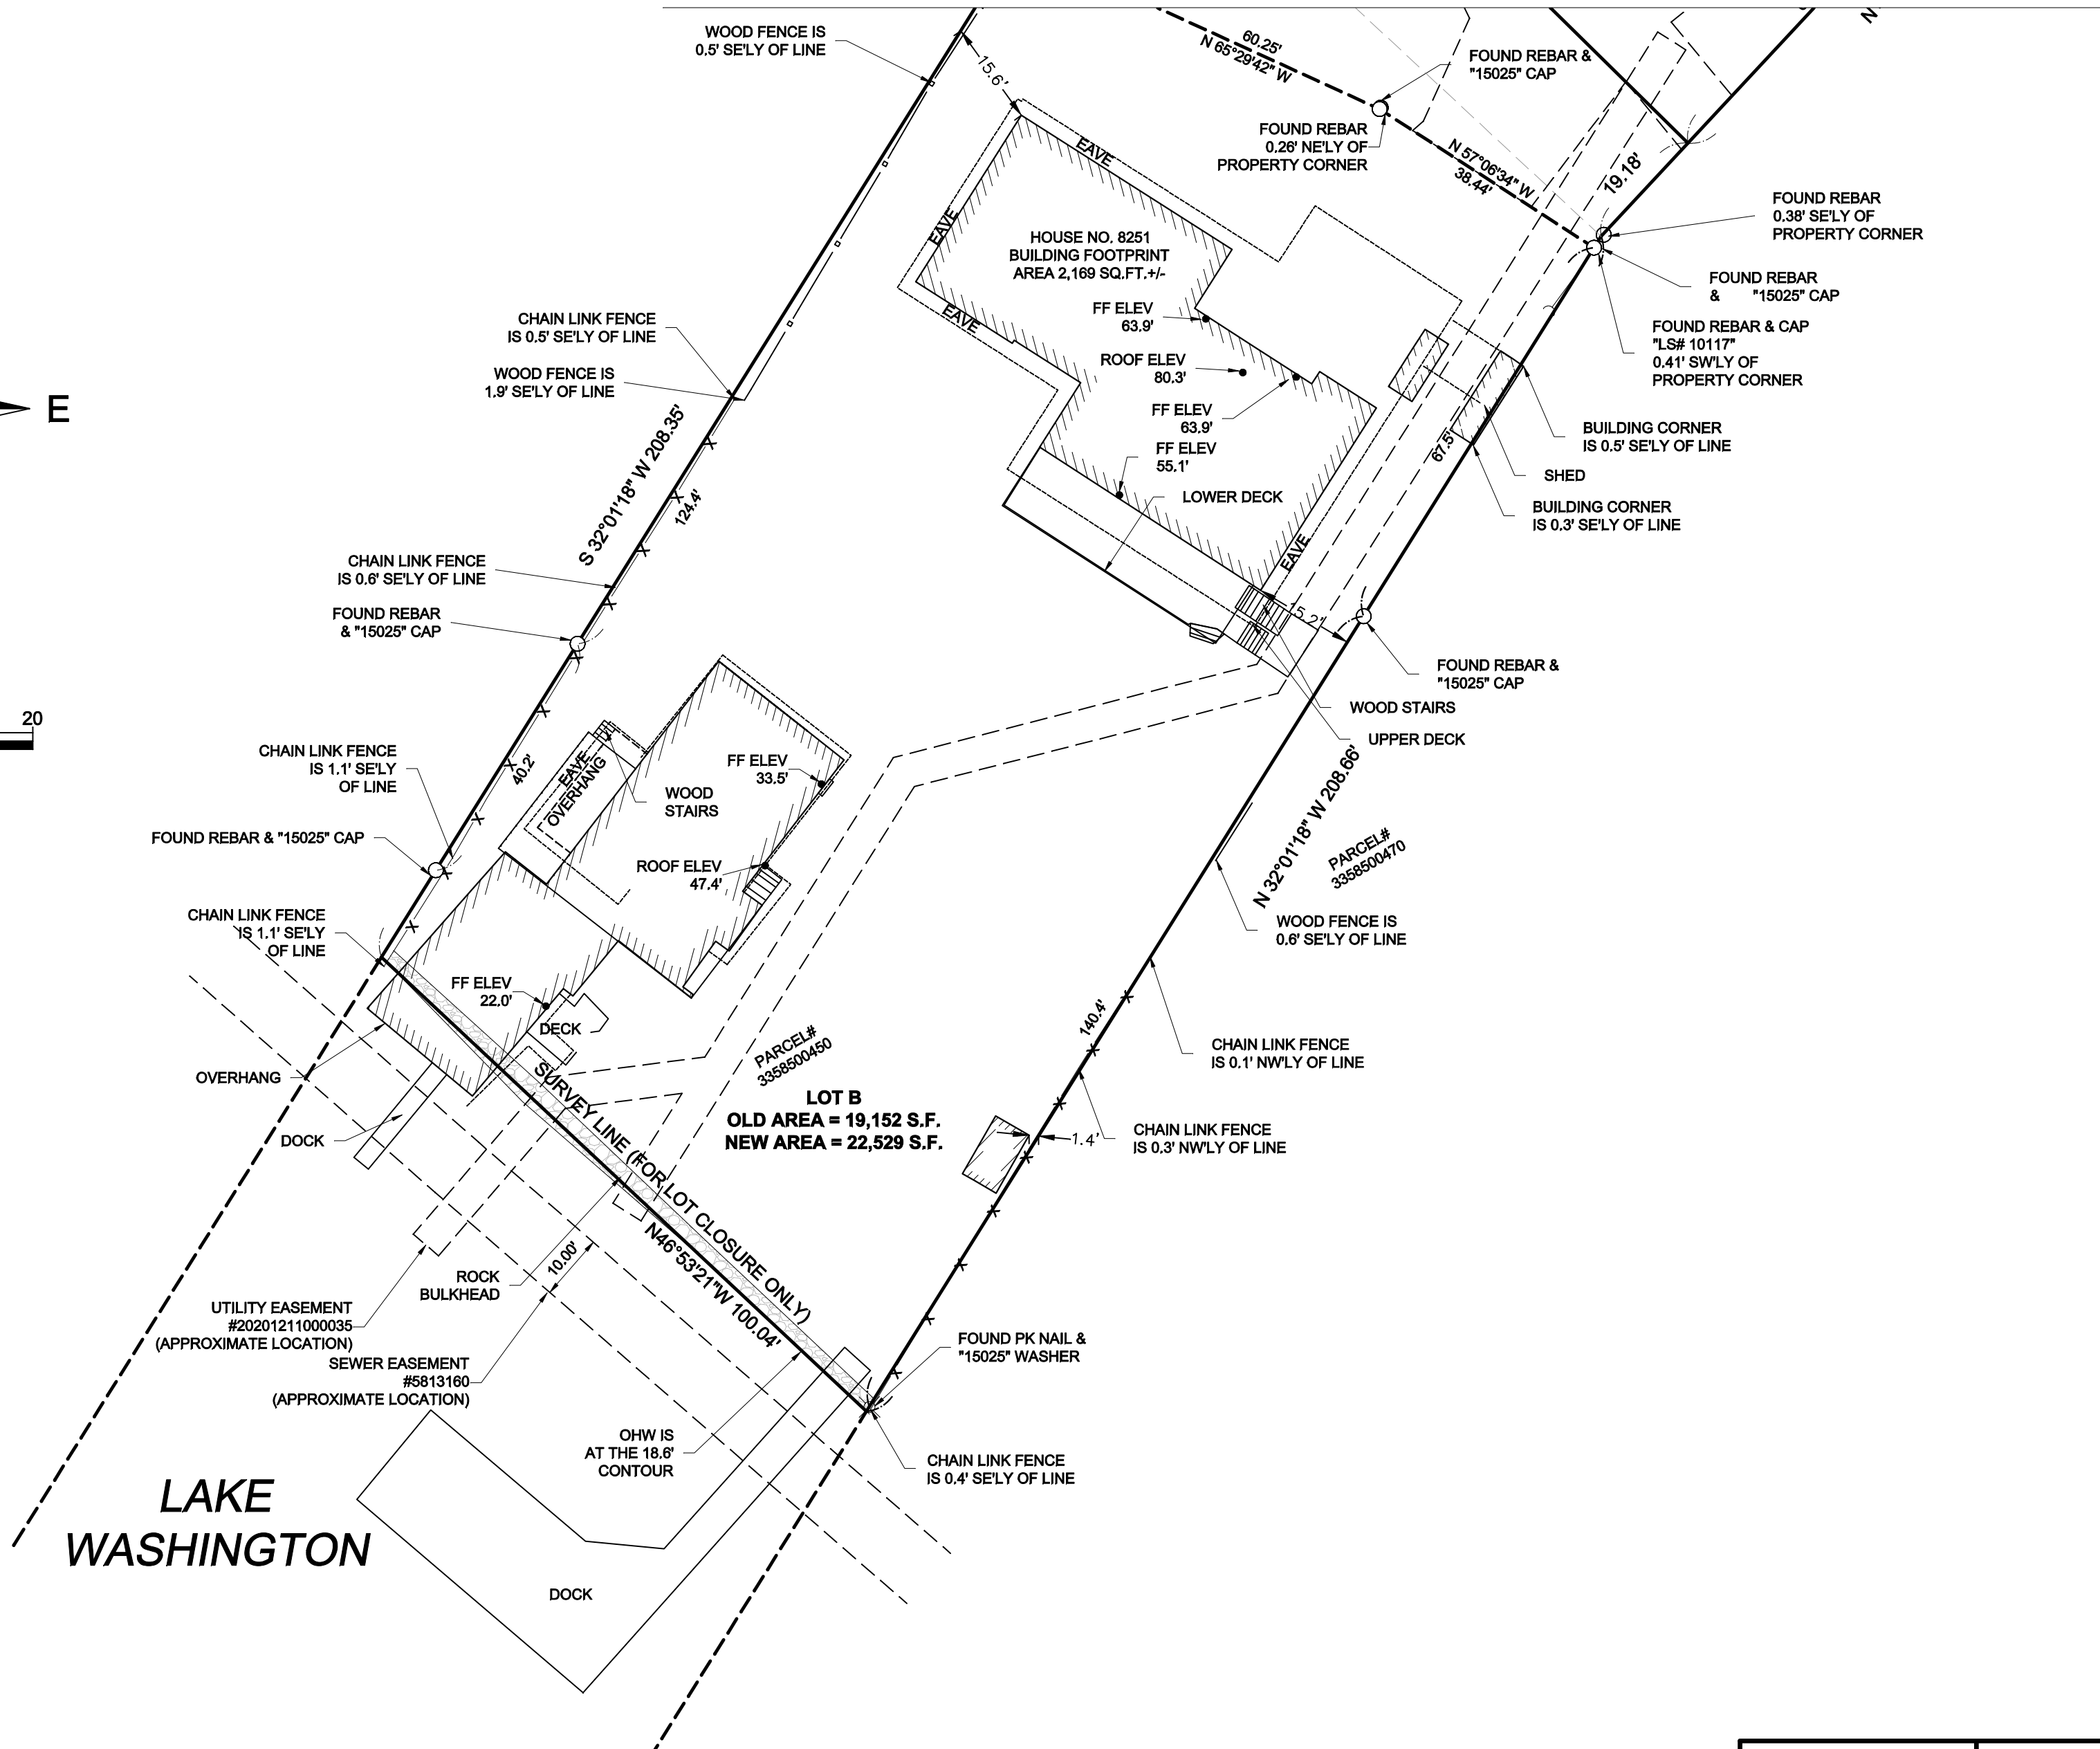 WOOD FENCE IS
0.5' SE'LY OF LINE
15.6'
60.25'
N 65°29'42" W
FOUND REBAR &
"15025" CAP
FOUND REBAR
0.26' NE'LY OF
PROPERTY CORNER
N 57°06'34" W
38.44'
19.18'
FOUND REBAR
0.38' SE'LY OF
PROPERTY CORNER
FOUND REBAR
& "15025" CAP
FOUND REBAR & CAP
"LS# 10117"
0.41' SW'LY OF
PROPERTY CORNER
EAVE
EAVE
EAVE
HOUSE NO. 8251
BUILDING FOOTPRINT
AREA 2,169 SQ.FT.+/-
FF ELEV
63.9'
ROOF ELEV
80.3'
FF ELEV
63.9'
FF ELEV
55.1'
LOWER DECK
EAVE
CHAIN LINK FENCE
IS 0.5' SE'LY OF LINE
WOOD FENCE IS
1.9' SE'LY OF LINE
E
67.5'
BUILDING CORNER
IS 0.5' SE'LY OF LINE
SHED
BUILDING CORNER
IS 0.3' SE'LY OF LINE
S 32°01'18" W 208.35'
124.4'
CHAIN LINK FENCE
IS 0.6' SE'LY OF LINE
FOUND REBAR
& "15025" CAP
15.2'
FOUND REBAR &
"15025" CAP
WOOD STAIRS
UPPER DECK
20
CHAIN LINK FENCE
IS 1.1' SE'LY
OF LINE
40.2'
EAVE
OVERHANG
WOOD
STAIRS
FF ELEV
33.5'
ROOF ELEV
47.4'
FOUND REBAR & "15025" CAP
N 32°01'18" W 208.66'
PARCEL#
3358500470
CHAIN LINK FENCE
IS 1.1' SE'LY
OF LINE
WOOD FENCE IS
0.6' SE'LY OF LINE
FF ELEV
22.0'
DECK
PARCEL#
3358500450
140.4'
CHAIN LINK FENCE
IS 0.1' NW'LY OF LINE
OVERHANG
LOT B
OLD AREA = 19,152 S.F.
NEW AREA = 22,529 S.F.
DOCK
1.4'
CHAIN LINK FENCE
IS 0.3' NW'LY OF LINE
SURVEY LINE (FOR LOT CLOSURE ONLY)
N46°53'21"W 100.04'
10.00'
ROCK
BULKHEAD
UTILITY EASEMENT
#20201211000035
(APPROXIMATE LOCATION)
SEWER EASEMENT
#5813160
(APPROXIMATE LOCATION)
FOUND PK NAIL &
"15025" WASHER
OHW IS
AT THE 18.6'
CONTOUR
CHAIN LINK FENCE
IS 0.4' SE'LY OF LINE
LAKE
WASHINGTON
DOCK